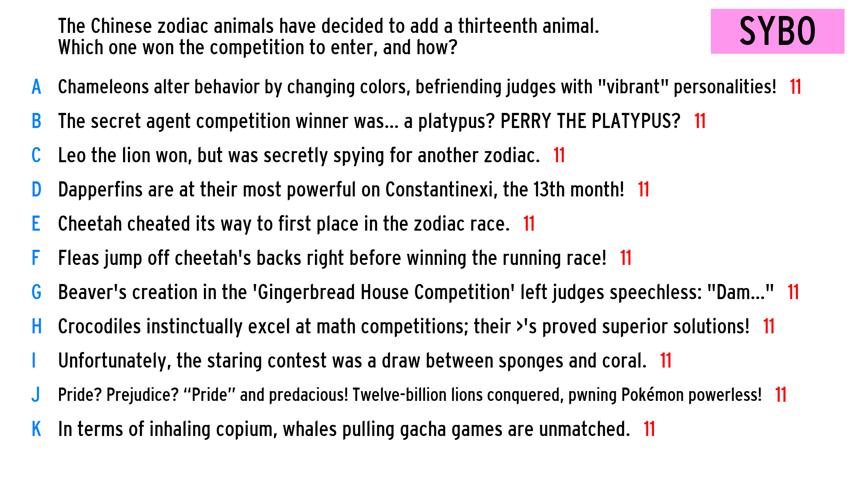 The Chinese zodiac animals have decided to add a thirteenth animal.
Which one won the competition to enter, and how?
SYBO
A Chameleons alter behavior by changing colors, befriending judges with "vibrant" personalities! 11
B The secret agent competition winner was... a platypus? PERRY THE PLATYPUS? 11
C Leo the lion won, but was secretly spying for another zodiac. 11
D Dapperfins are at their most powerful on Constantinexi, the 13th month! 11
E Cheetah cheated its way to first place in the zodiac race. 11
F Fleas jump off cheetah's backs right before winning the running race! 11
G Beaver's creation in the 'Gingerbread House Competition' left judges speechless: "Dam..." 11
H Crocodiles instinctually excel at math competitions; their >'s proved superior solutions! 11
I Unfortunately, the staring contest was a draw between sponges and coral. 11
J Pride? Prejudice? “Pride” and predacious! Twelve-billion lions conquered, pwning Pokémon powerless! 11
K In terms of inhaling copium, whales pulling gacha games are unmatched. 11